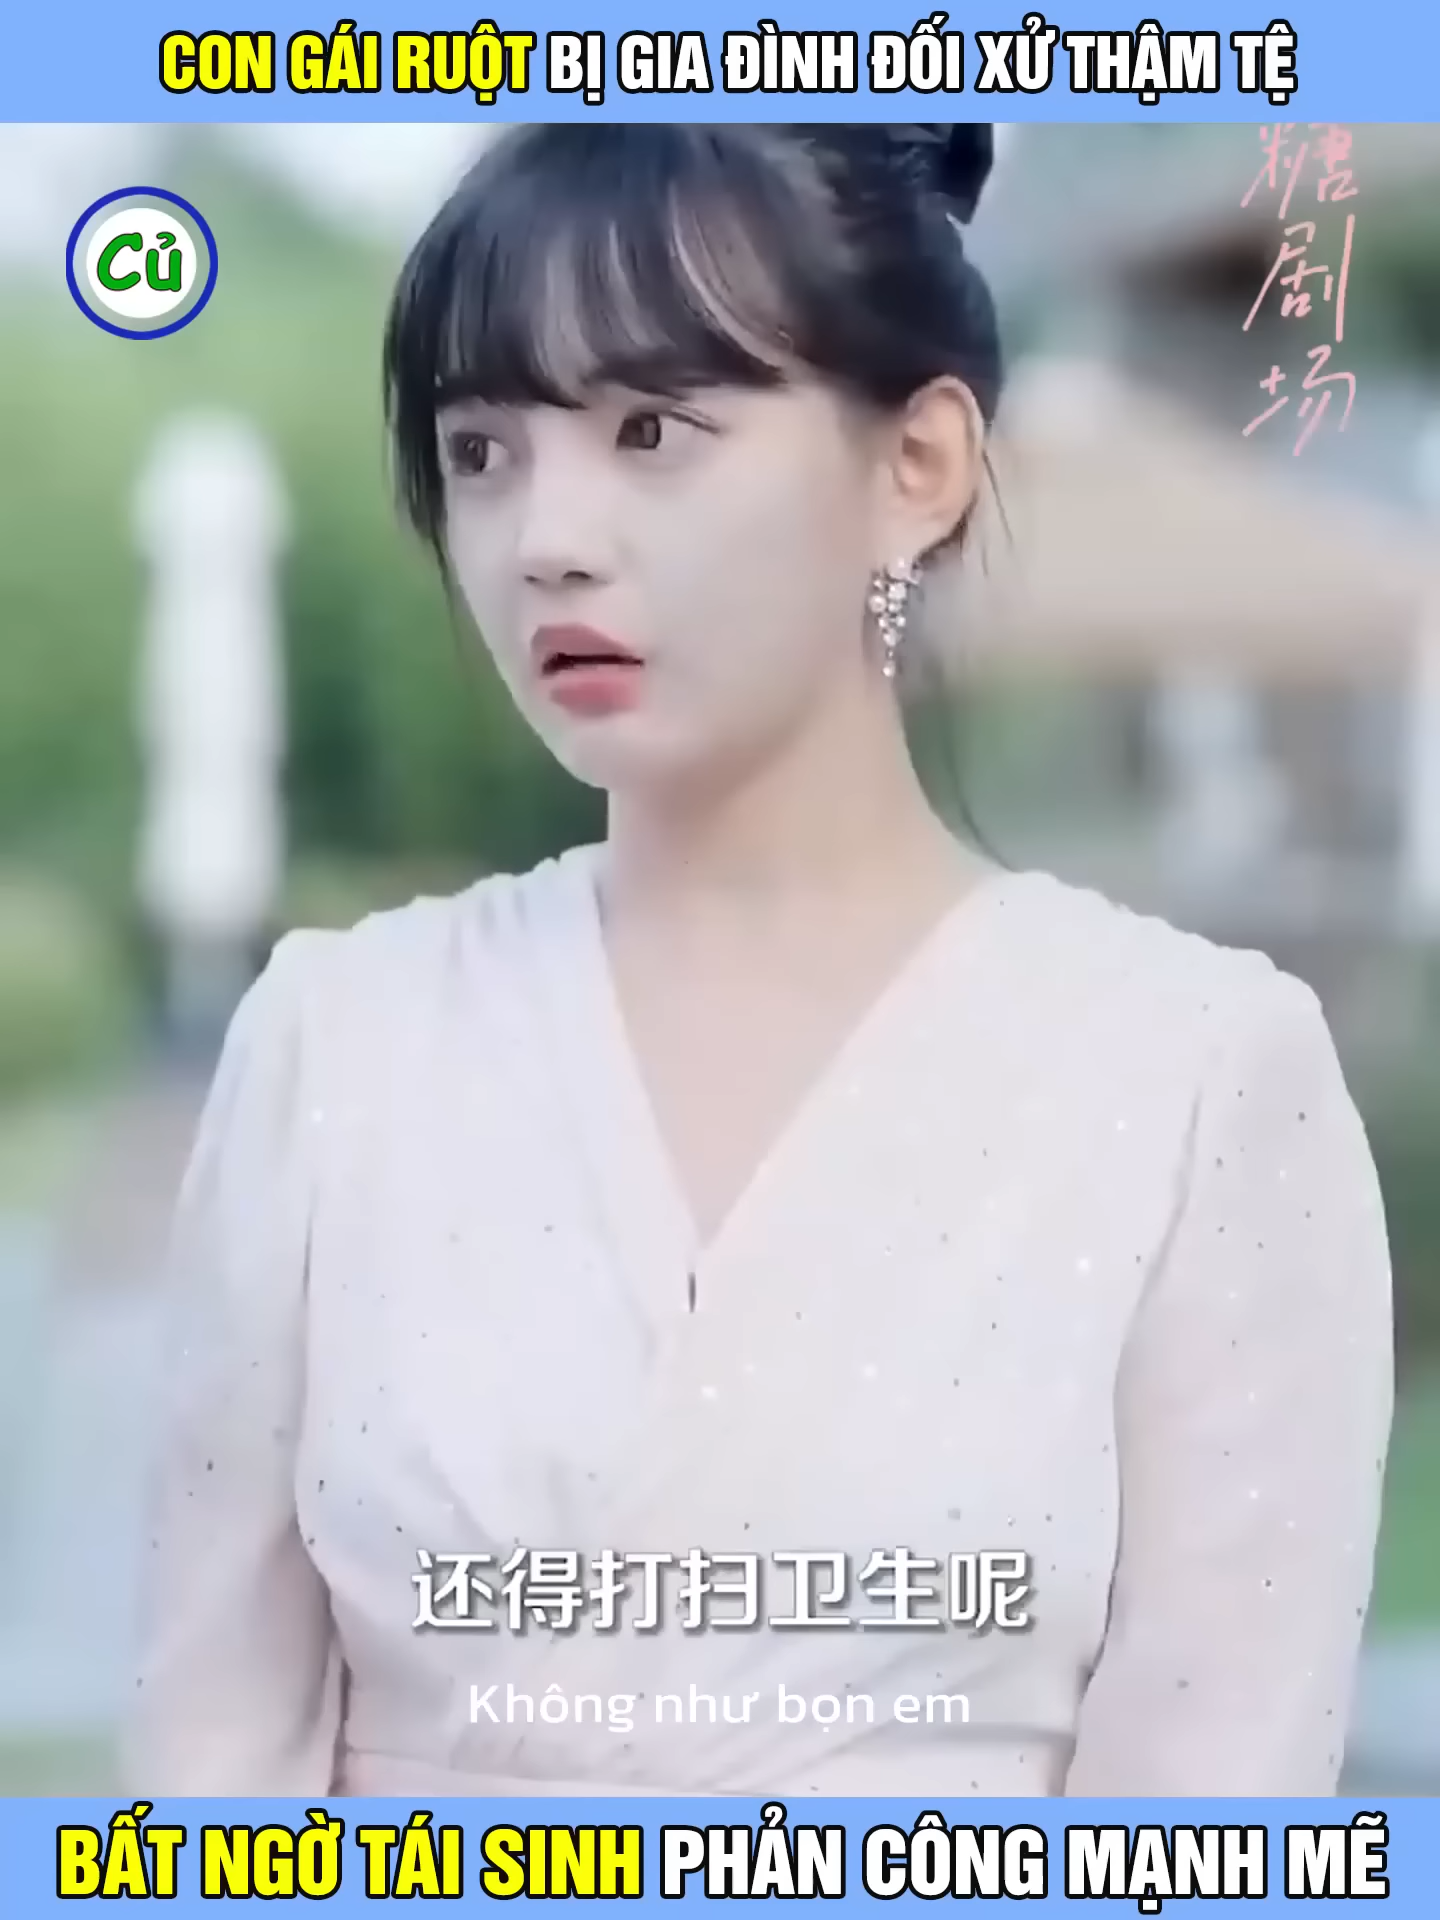 CON GÁI RUỘT BỊ GIA ĐÌNH ĐỐI XỬ THẬM TỆ
Củ
糖剧场
还得打扫卫生呢
Không như bọn em
BẤT NGỜ TÁI SINH PHẢN CÔNG MẠNH MẼ